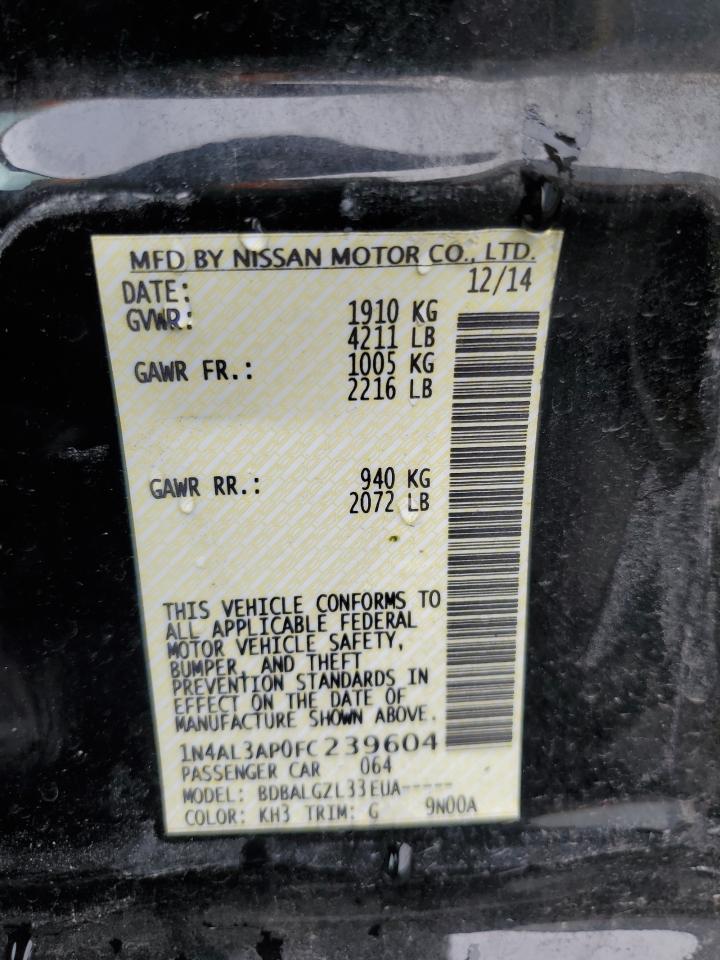 MFD BY NISSAN MOTOR CO., LTD.
DATE: 12/14
GVWR: 1910 KG
4211 LB
GAWR FR.: 1005 KG
2216 LB
GAWR RR.: 940 KG
2072 LB
THIS VEHICLE CONFORMS TO
ALL APPLICABLE FEDERAL
MOTOR VEHICLE SAFETY,
BUMPER, AND THEFT
PREVENTION STANDARDS IN
EFFECT ON THE DATE OF
MANUFACTURE SHOWN ABOVE.
1N4AL3AP0FC239604
PASSENGER CAR 064
MODEL: BDBALGZL33EUA-----
COLOR: KH3 TRIM: G 9N00A